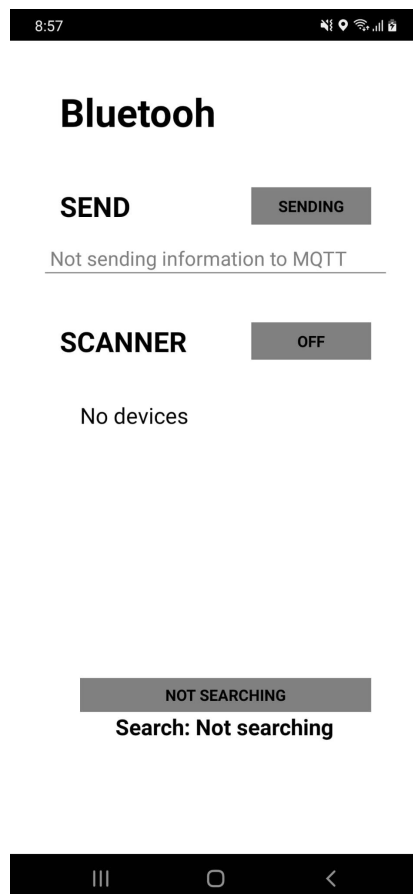 8:57
Bluetooh
SEND
SENDING
Not sending information to MQTT
SCANNER
OFF
No devices
NOT SEARCHING
Search: Not searching